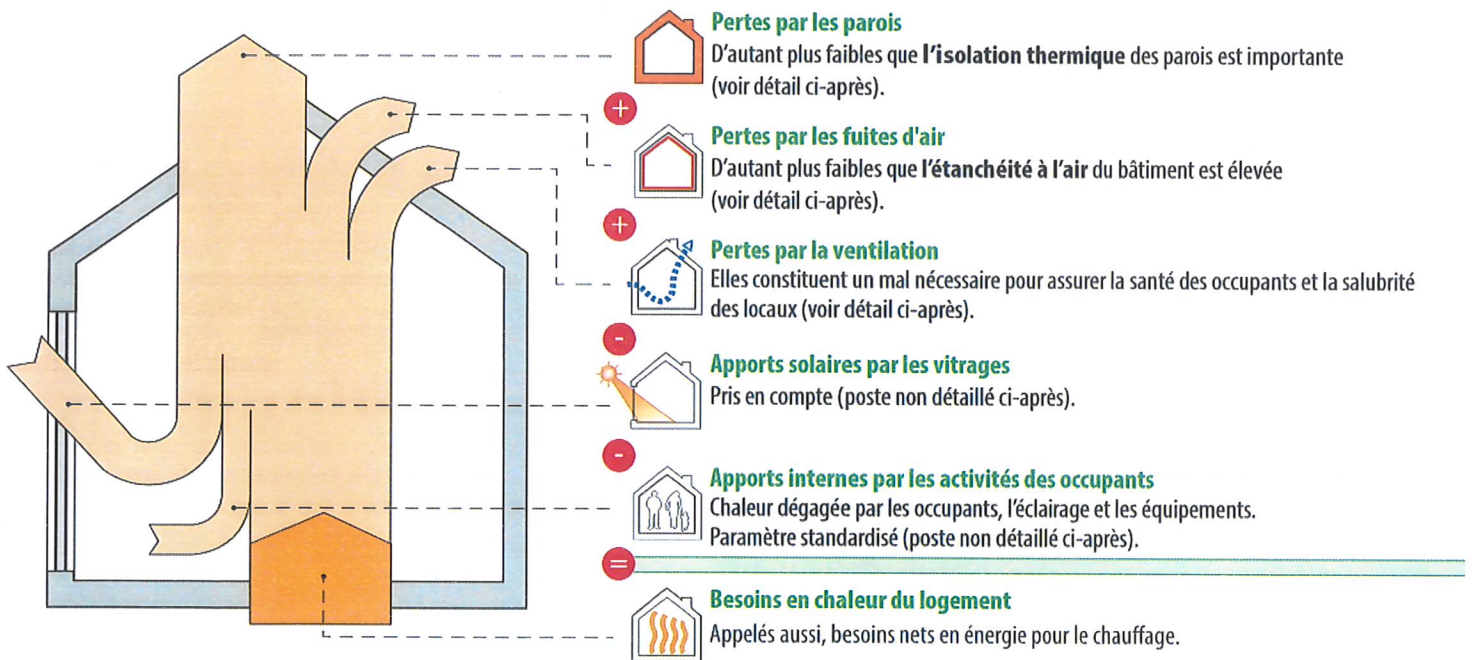 Pertes par les parois
D'autant plus faibles que l'isolation thermique des parois est importante
(voir détail ci-après).
+
Pertes par les fuites d'air
D'autant plus faibles que l'étanchéité à l'air du bâtiment est élevée
(voir détail ci-après).
+
Pertes par la ventilation
Elles constituent un mal nécessaire pour assurer la santé des occupants et la salubrité
des locaux (voir détail ci-après).
-
Apports solaires par les vitrages
Pris en compte (poste non détaillé ci-après).
-
Apports internes par les activités des occupants
Chaleur dégagée par les occupants, l'éclairage et les équipements.
Paramètre standardisé (poste non détaillé ci-après).
=
Besoins en chaleur du logement
Appelés aussi, besoins nets en énergie pour le chauffage.